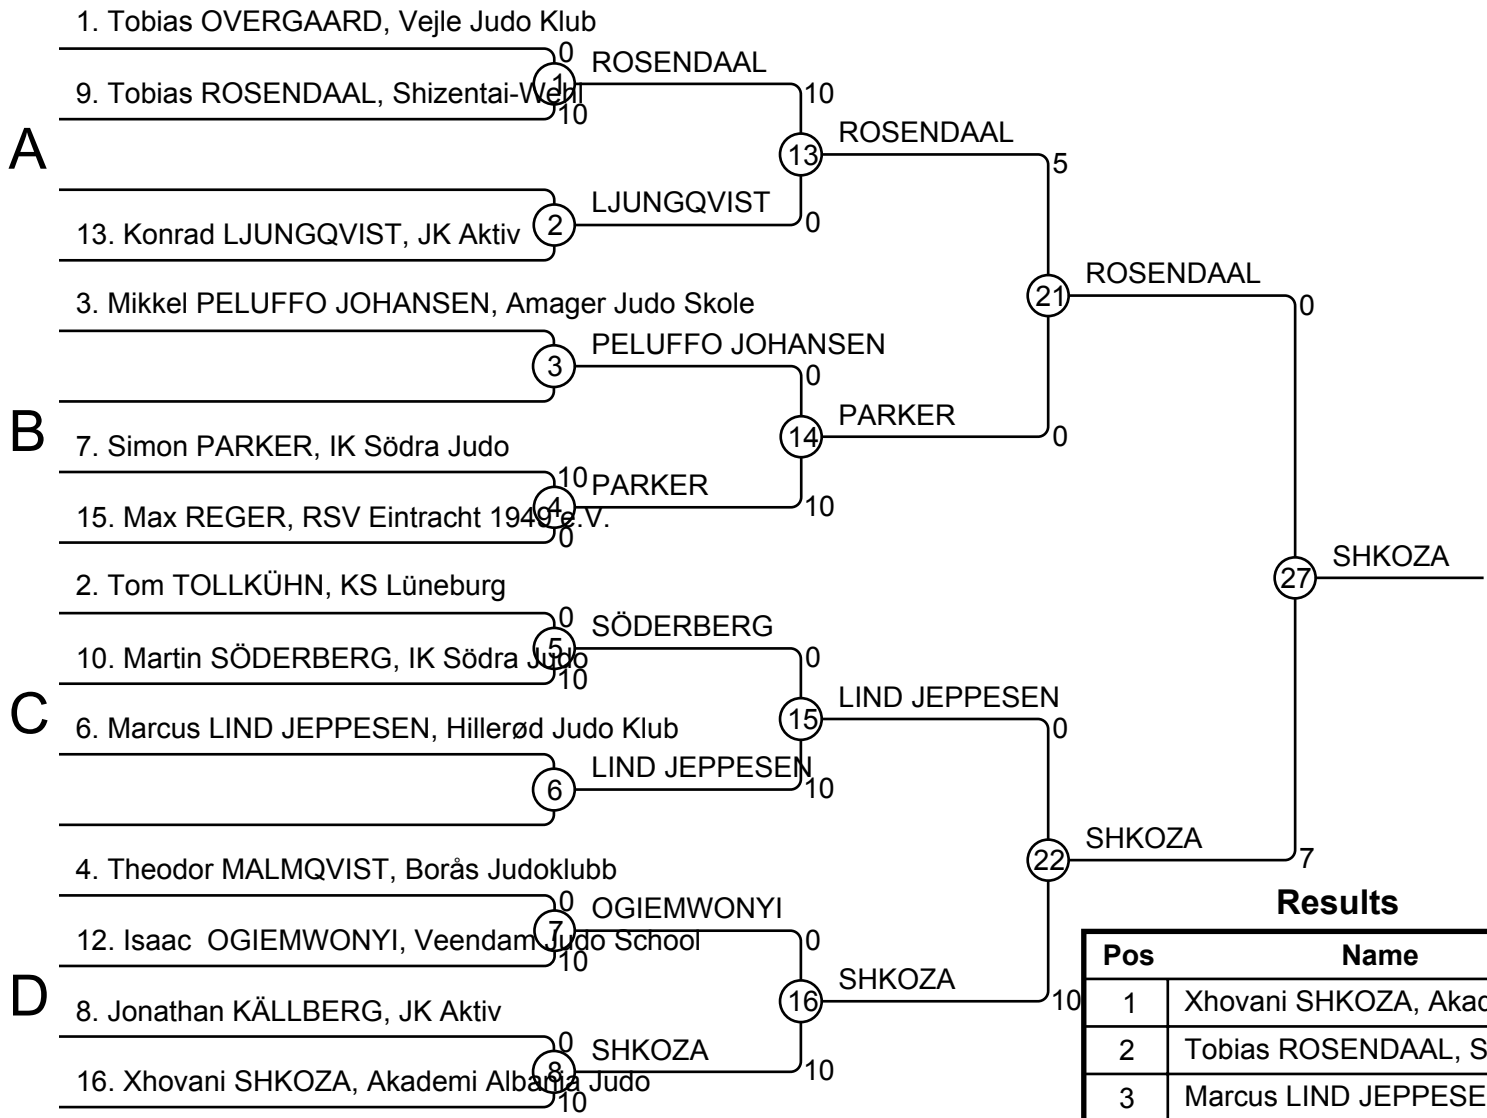 1. Tobias OVERGAARD, Vejle Judo Klub
0
1
ROSENDAAL
9. Tobias ROSENDAAL, Shizentai-Wehl
10
10
A
13
ROSENDAAL
5
2
LJUNGQVIST
0
13. Konrad LJUNGQVIST, JK Aktiv
21
ROSENDAAL
0
3. Mikkel PELUFFO JOHANSEN, Amager Judo Skole
3
PELUFFO JOHANSEN
0
B
14
PARKER
0
7. Simon PARKER, IK Södra Judo
10
4
PARKER
10
15. Max REGER, RSV Eintracht 1949 e.V.
0
27
SHKOZA
2. Tom TOLLKÜHN, KS Lüneburg
0
5
SÖDERBERG
0
10. Martin SÖDERBERG, IK Södra Judo
10
C
15
LIND JEPPESEN
0
6. Marcus LIND JEPPESEN, Hillerød Judo Klub
6
LIND JEPPESEN
10
22
SHKOZA
7
4. Theodor MALMQVIST, Borås Judoklubb
0
7
OGIEMWONYI
0
12. Isaac  OGIEMWONYI, Veendam Judo School
10
D
16
SHKOZA
10
8. Jonathan KÄLLBERG, JK Aktiv
0
8
SHKOZA
10
16. Xhovani SHKOZA, Akademi Albania Judo
10
Results
Pos Name
1 Xhovani SHKOZA,
2 Tobias ROSENDAAL,
3 Marcus LIND